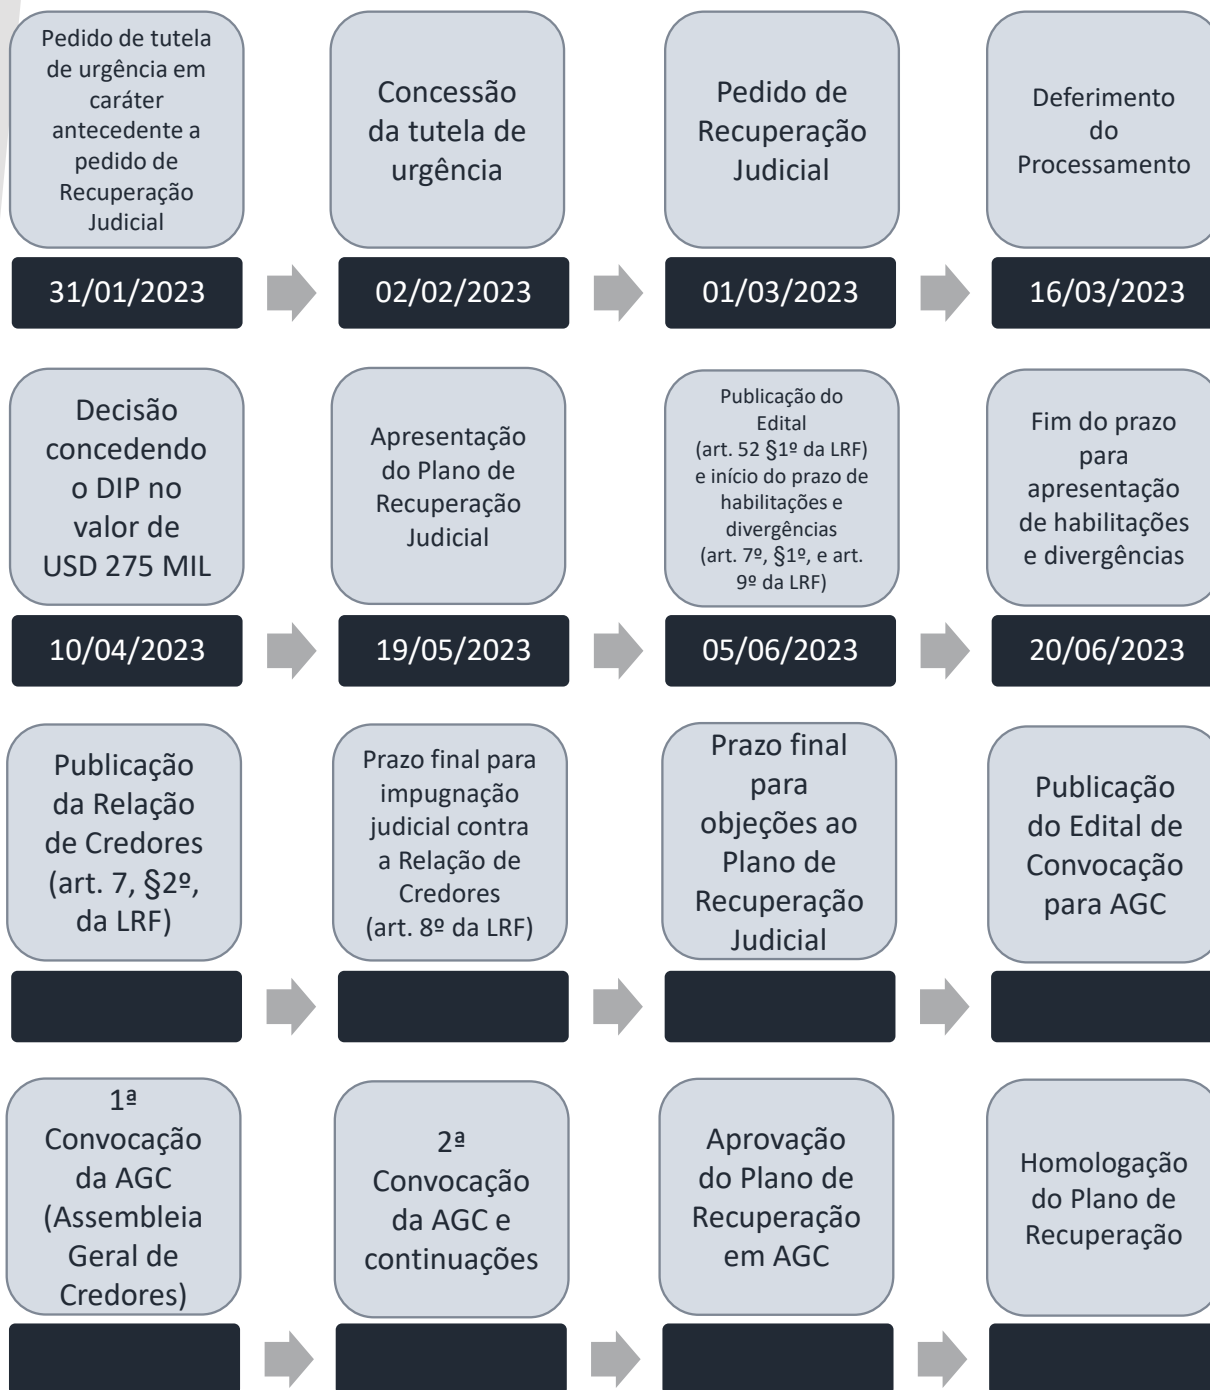 Pedido de tutela
de urgência em
caráter
antecedente a
pedido de
Recuperação
Judicial
31/01/2023
Concessão
da tutela de
urgência
02/02/2023
Pedido de
Recuperação
Judicial
01/03/2023
Deferimento
do
Processamento
16/03/2023
Decisão
concedendo
o DIP no
valor de
USD 275 MIL
10/04/2023
Apresentação
do Plano de
Recuperação
Judicial
19/05/2023
Publicação do
Edital
(art. 52 §1º da LRF)
e início do prazo de
habilitações e
divergências
(art. 7º, §1º, e art.
9º da LRF)
05/06/2023
Fim do prazo
para
apresentação
de habilitações
e divergências
20/06/2023
Publicação
da Relação
de Credores
(art. 7, §2º,
da LRF)
Prazo final para
impugnação
judicial contra
a Relação de
Credores
(art. 8º da LRF)
Prazo final
para
objeções ao
Plano de
Recuperação
Judicial
Publicação
do Edital de
Convocação
para AGC
1ª
Convocação
da AGC
(Assembleia
Geral de
Credores)
2ª
Convocação
da AGC e
continuações
Aprovação
do Plano de
Recuperação
em AGC
Homologação
do Plano de
Recuperação